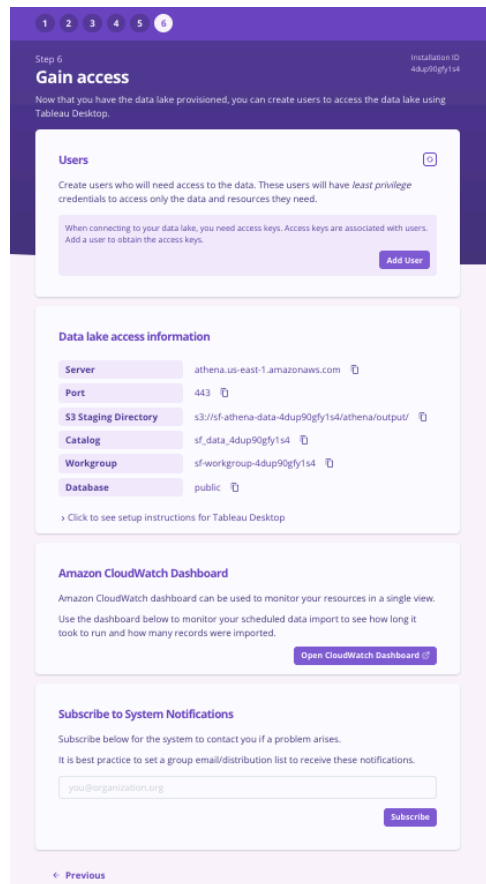 1 2 3 4 5 6
Step 6
Installation ID
4dup90gfy1s4
Gain access
Now that you have the data lake provisioned, you can create users to access the data lake using
Tableau Desktop.
Users
Create users who will need access to the data. These users will have least privilege
credentials to access only the data and resources they need.
When connecting to your data lake, you need access keys. Access keys are associated with users.
Add a user to obtain the access keys.
Add User
Data lake access information
Server athena.us-east-1.amazonaws.com
Port 443
S3 Staging Directory s3://sf-athena-data-4dup90gfy1s4/athena/output/
Catalog sf_data_4dup90gfy1s4
Workgroup sf-workgroup-4dup90gfy1s4
Database public
› Click to see setup instructions for Tableau Desktop
Amazon CloudWatch Dashboard
Amazon CloudWatch dashboard can be used to monitor your resources in a single view.
Use the dashboard below to monitor your scheduled data import to see how long it
took to run and how many records were imported.
Open CloudWatch Dashboard
Subscribe to System Notifications
Subscribe below for the system to contact you if a problem arises.
It is best practice to set a group email/distribution list to receive these notifications.
you@organization.org
Subscribe
← Previous